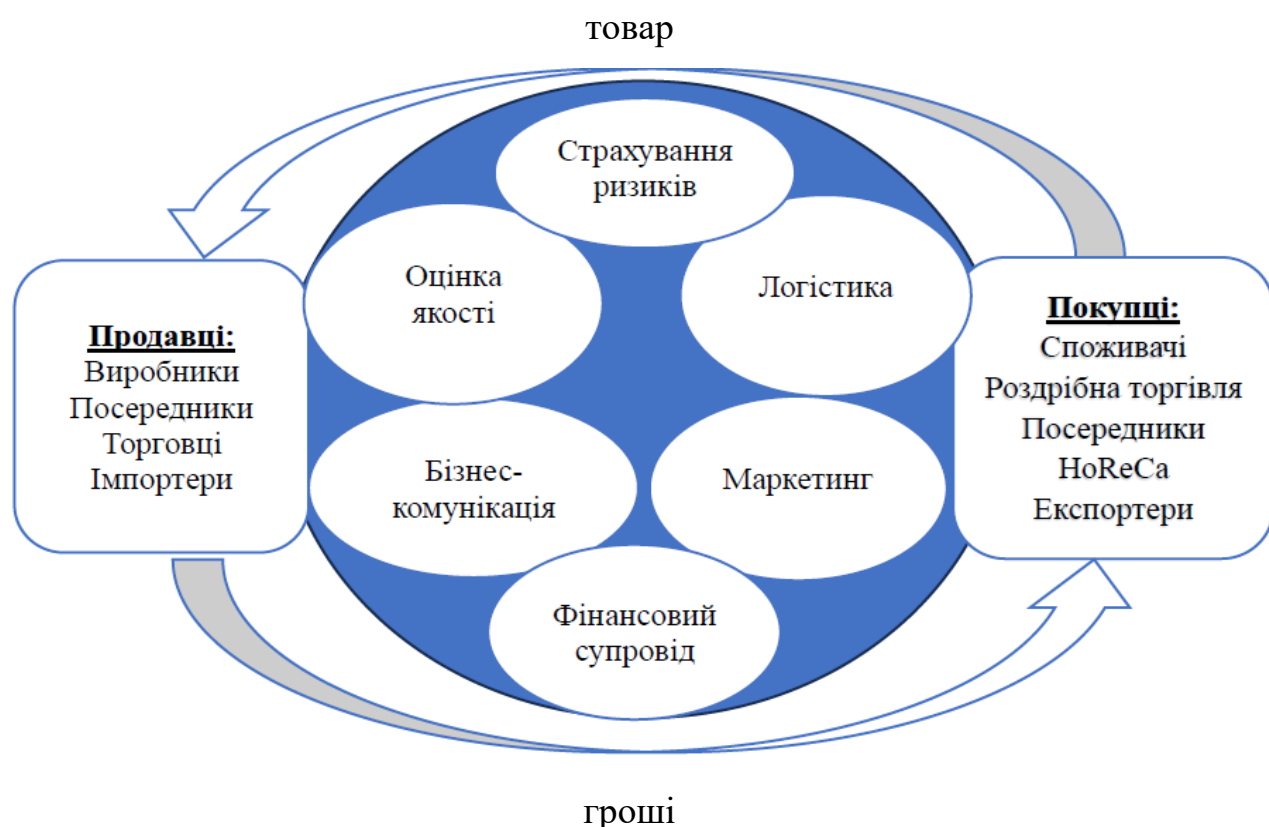 товар
Страхування
ризиків
Оцінка
якості
Логістика
Продавці:
Виробники
Посередники
Торговці
Імпортери
Покупці:
Споживачі
Роздрібна торгівля
Посередники
HoReCa
Експортери
Бізнес-
комунікація
Маркетинг
Фінансовий
супровід
гроші